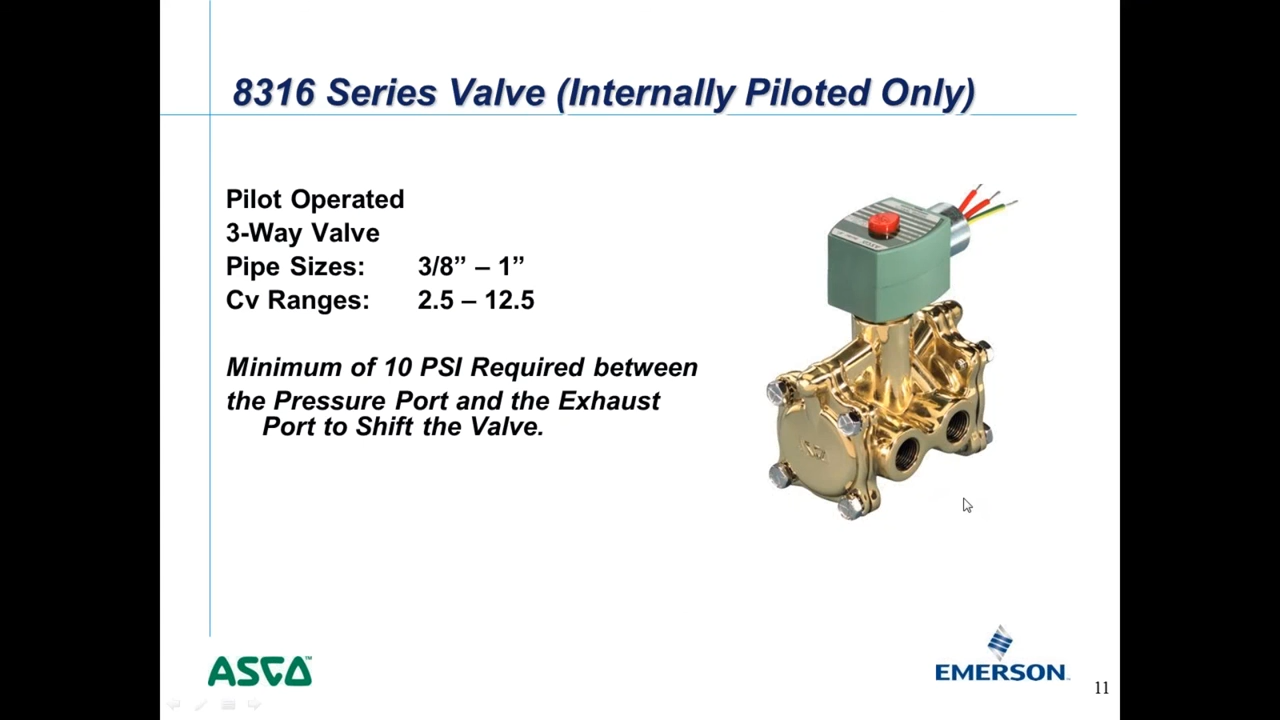 8316 Series Valve (Internally Piloted Only)
Pilot Operated
3-Way Valve
Pipe Sizes: 3/8” – 1”
Cv Ranges: 2.5 – 12.5
Minimum of 10 PSI Required between
the Pressure Port and the Exhaust
Port to Shift the Valve.
ASCO™
EMERSON™
11